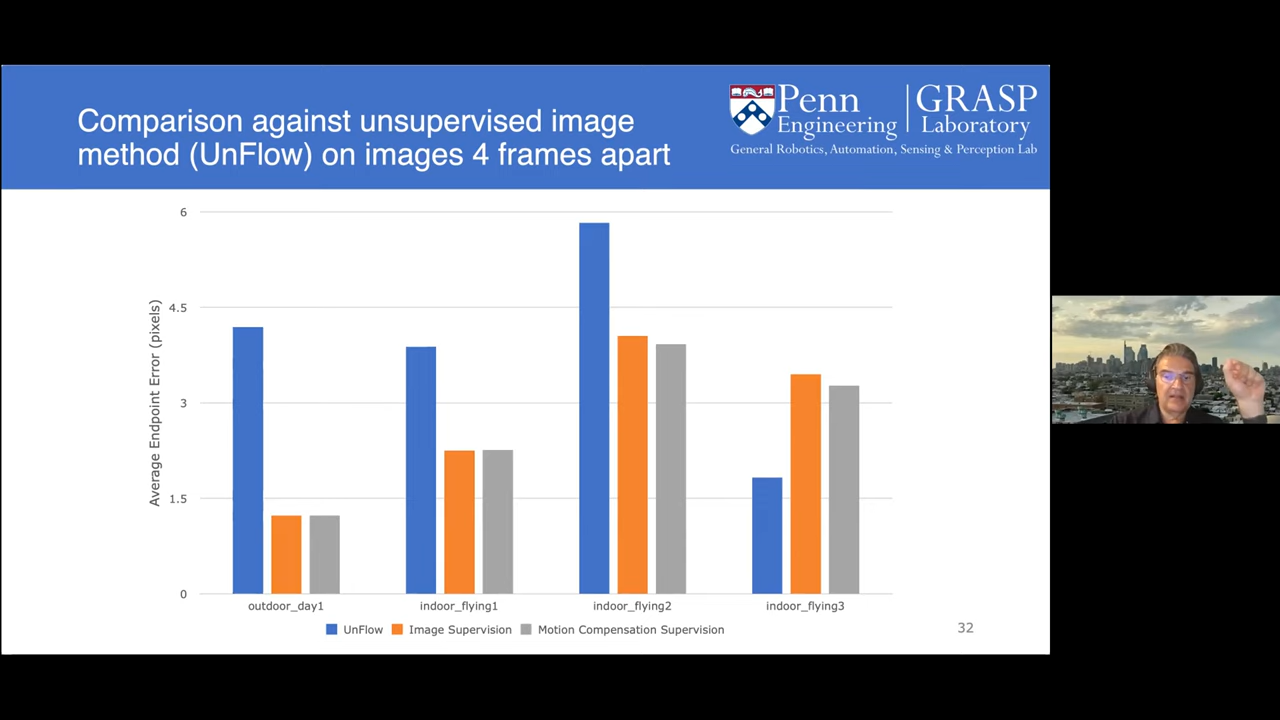 Comparison against unsupervised image
method (UnFlow) on images 4 frames apart
Penn
Engineering
GRASP
Laboratory
General Robotics, Automation, Sensing & Perception Lab
Average Endpoint Error (pixels)
6
4.5
3
1.5
0
outdoor_day1 indoor_flying1 indoor_flying2 indoor_flying3
UnFlow Image Supervision Motion Compensation Supervision
32